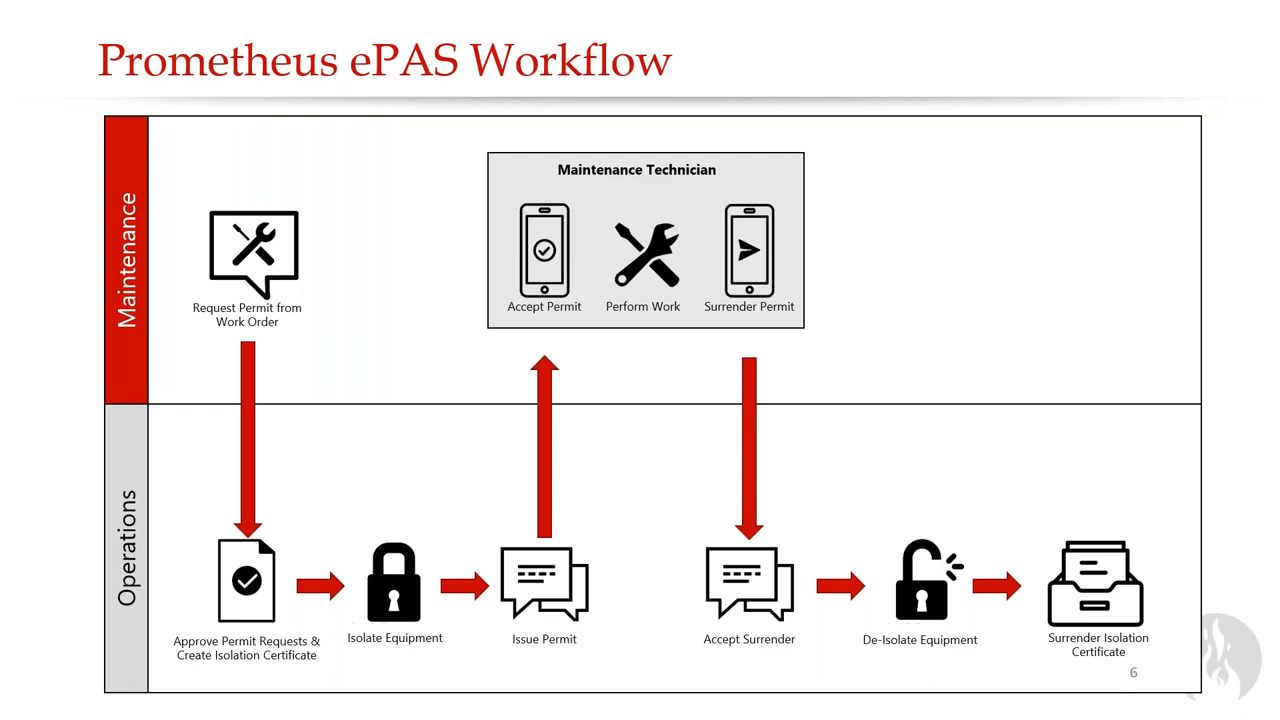 Prometheus ePAS Workflow
Maintenance
Maintenance Technician
Request Permit from
Work Order
Accept Permit
Perform Work
Surrender Permit
Operations
Approve Permit Requests &
Create Isolation Certificate
Isolate Equipment
Issue Permit
Accept Surrender
De-Isolate Equipment
Surrender Isolation
Certificate
6